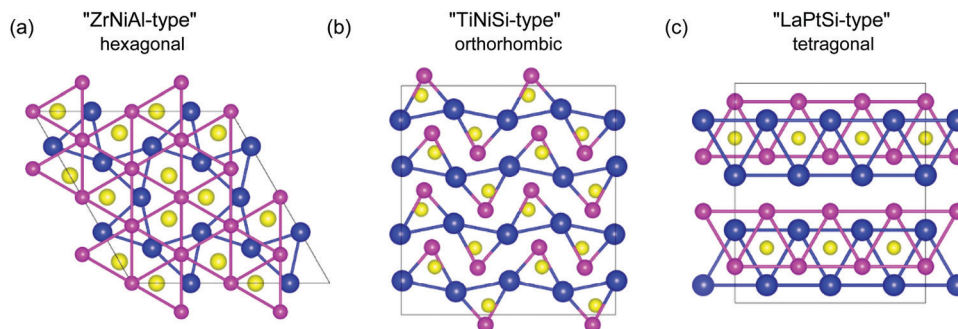 (a) "ZrNiAl-type"
hexagonal
(b) "TiNiSi-type"
orthorhombic
(c) "LaPtSi-type"
tetragonal